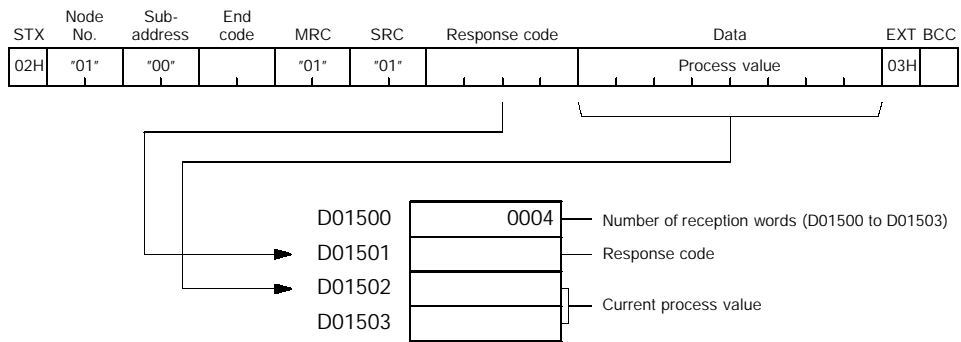 STX Node No. Sub-address End code MRC SRC Response code Data EXT BCC
02H "01" "00" "01" "01" Process value 03H
D01500 0004 Number of reception words (D01500 to D01503)
D01501 Response code
D01502
Current process value
D01503